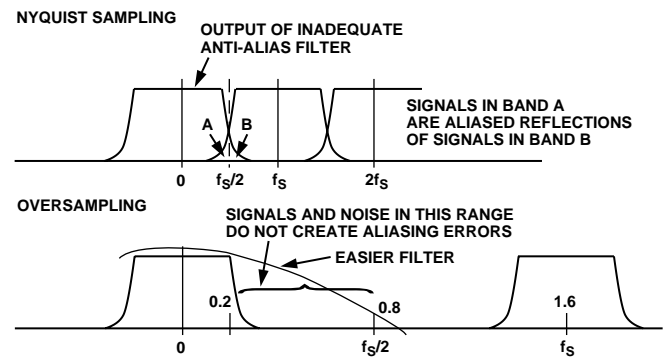 NYQUIST SAMPLING
OUTPUT OF INADEQUATE
ANTI-ALIAS FILTER
A
B
SIGNALS IN BAND A
ARE ALIASED REFLECTIONS
OF SIGNALS IN BAND B
0
fS/2
fS
2fS
OVERSAMPLING
SIGNALS AND NOISE IN THIS RANGE
DO NOT CREATE ALIASING ERRORS
EASIER FILTER
0.2
0.8
1.6
0
fS/2
fS